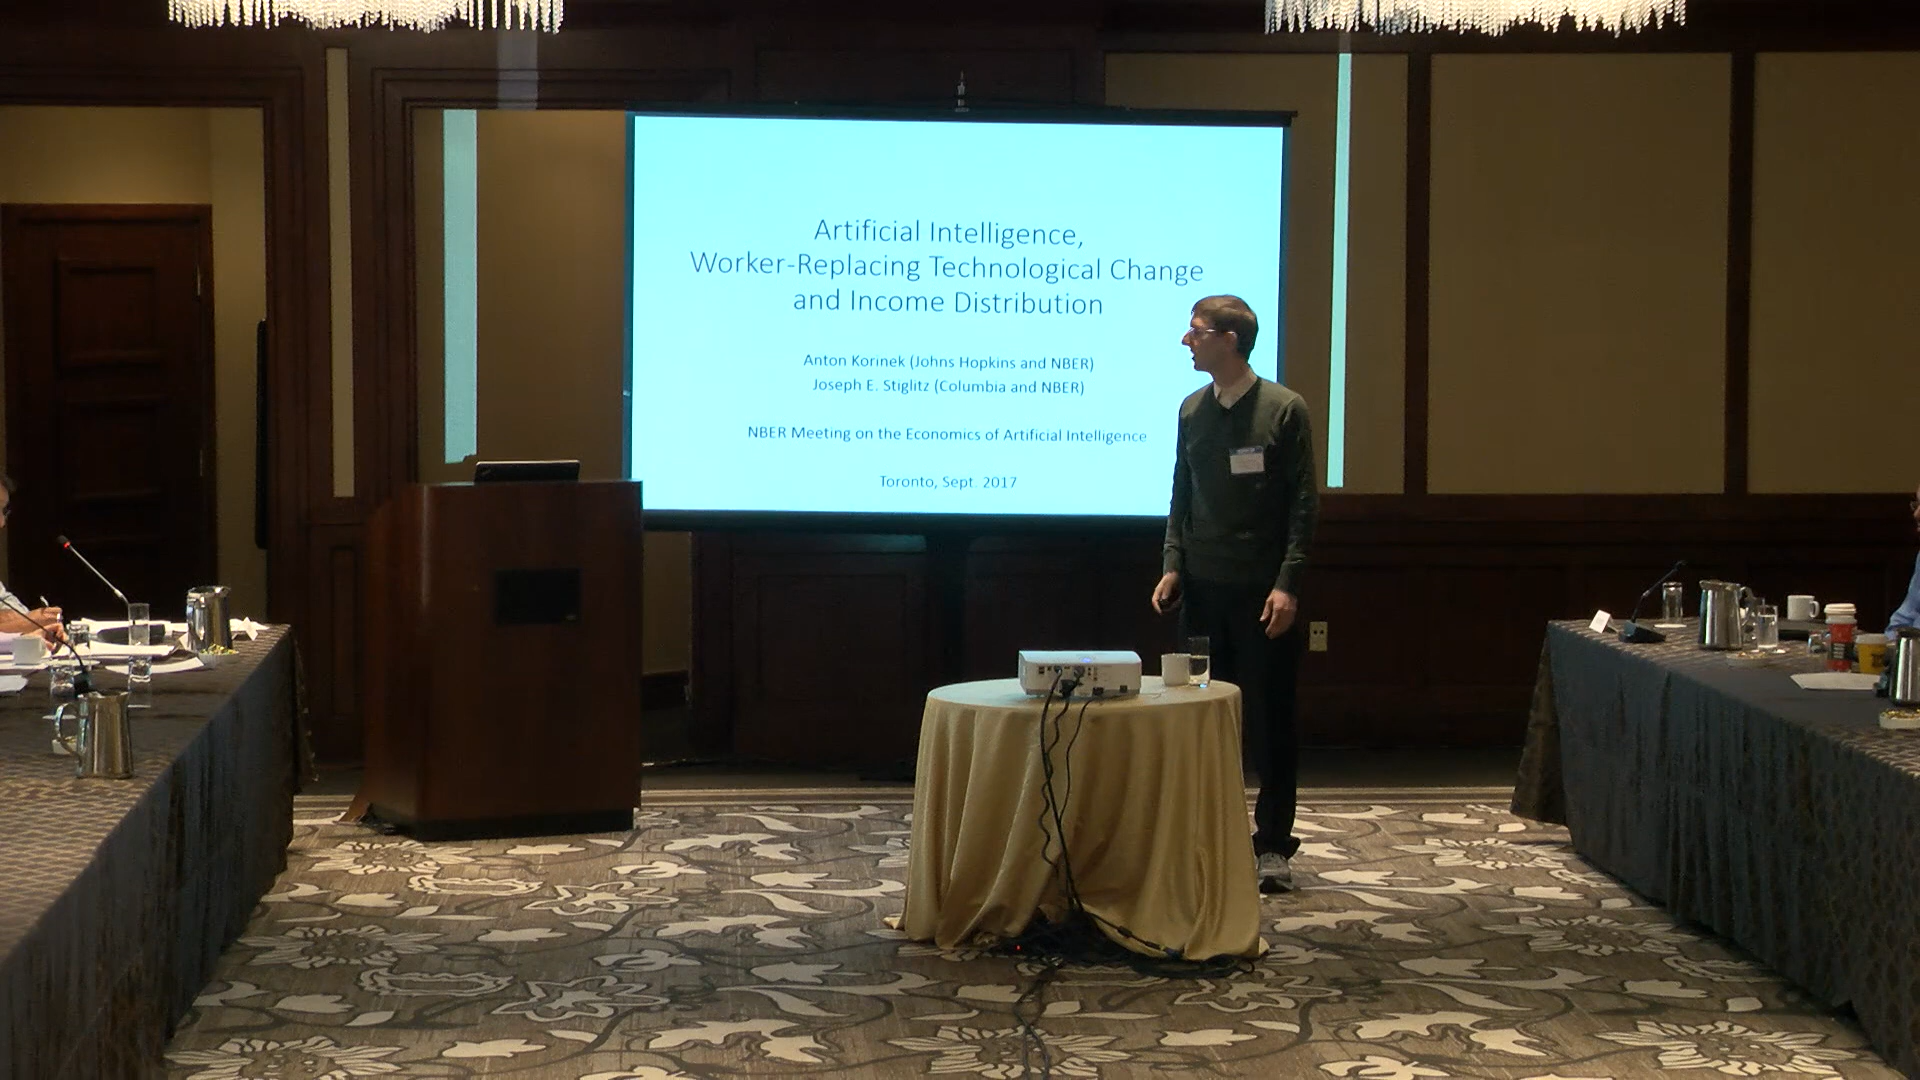 Artificial Intelligence,
Worker-Replacing Technological Change
and Income Distribution
Anton Korinek (Johns Hopkins and NBER)
Joseph E. Stiglitz (Columbia and NBER)
NBER Meeting on the Economics of Artificial Intelligence
Toronto, Sept. 2017